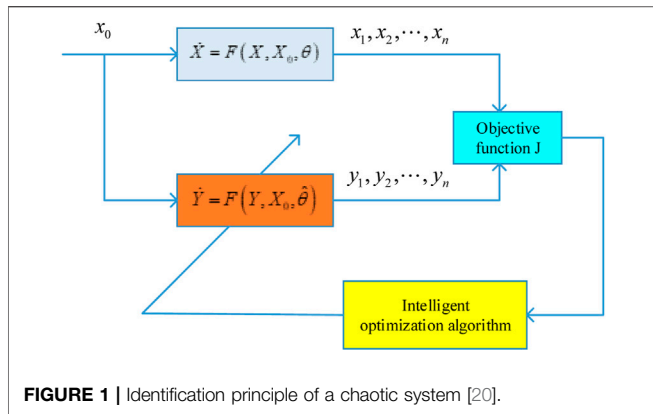 x₀
Ẋ = F(X, X₀, θ)
x₁, x₂, ⋯, xₙ
Objective
function J
Ẏ = F(Y, X₀, θ̂)
y₁, y₂, ⋯, yₙ
Intelligent
optimization algorithm
FIGURE 1 | Identification principle of a chaotic system [20].